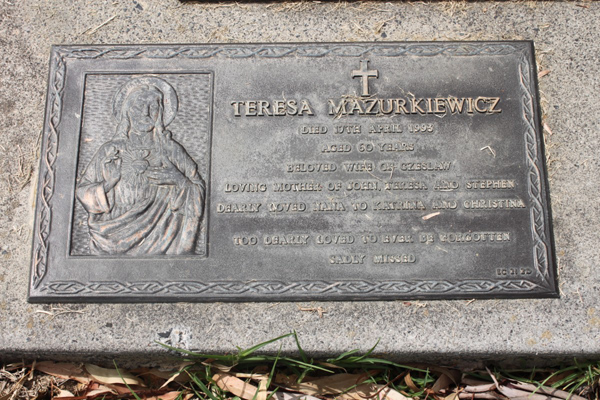 TERESA MAZURKIEWICZ
DIED 17TH APRIL 1993
AGED 60 YEARS
BELOVED WIFE OF CZESLAW
LOVING MOTHER OF JOHN, TERESA AND STEPHEN
DEARLY LOVED NANA TO KATRINA AND CHRISTINA
TOO DEARLY LOVED TO EVER BE FORGOTTEN
SADLY MISSED